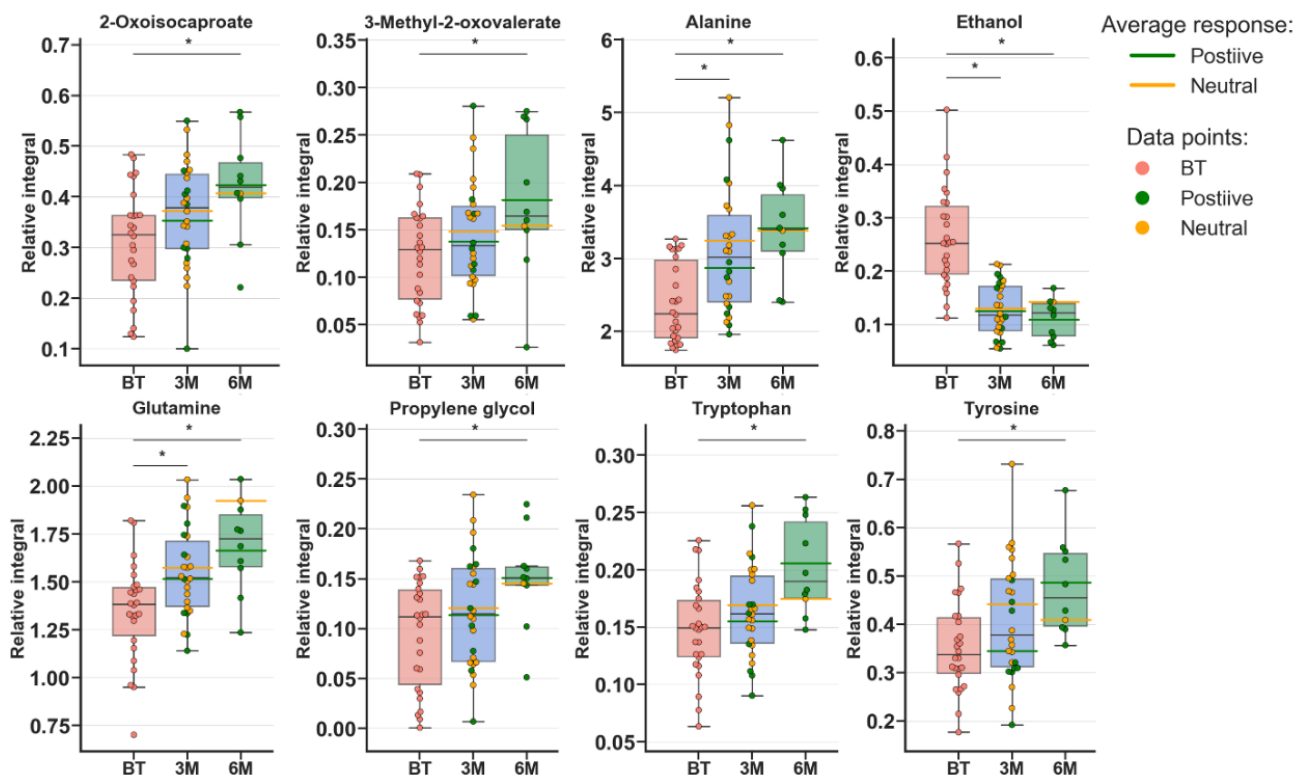 2-Oxoisocaproate
3-Methyl-2-oxovalerate
Alanine
Ethanol
Average response:
Postiive
Neutral
Data points:
BT
Postiive
Neutral
Relative integral
0.7
0.6
0.5
0.4
0.3
0.2
0.1
*
BT 3M 6M
Relative integral
0.35
0.30
0.25
0.20
0.15
0.10
0.05
*
BT 3M 6M
Relative integral
6
5
4
3
2
*
*
BT 3M 6M
Relative integral
0.6
0.5
0.4
0.3
0.2
0.1
*
*
BT 3M 6M
Glutamine
Propylene glycol
Tryptophan
Tyrosine
Relative integral
2.25
2.00
1.75
1.50
1.25
1.00
0.75
*
*
BT 3M 6M
Relative integral
0.30
0.25
0.20
0.15
0.10
0.05
0.00
*
BT 3M 6M
Relative integral
0.30
0.25
0.20
0.15
0.10
0.05
*
BT 3M 6M
Relative integral
0.8
0.7
0.6
0.5
0.4
0.3
0.2
*
BT 3M 6M